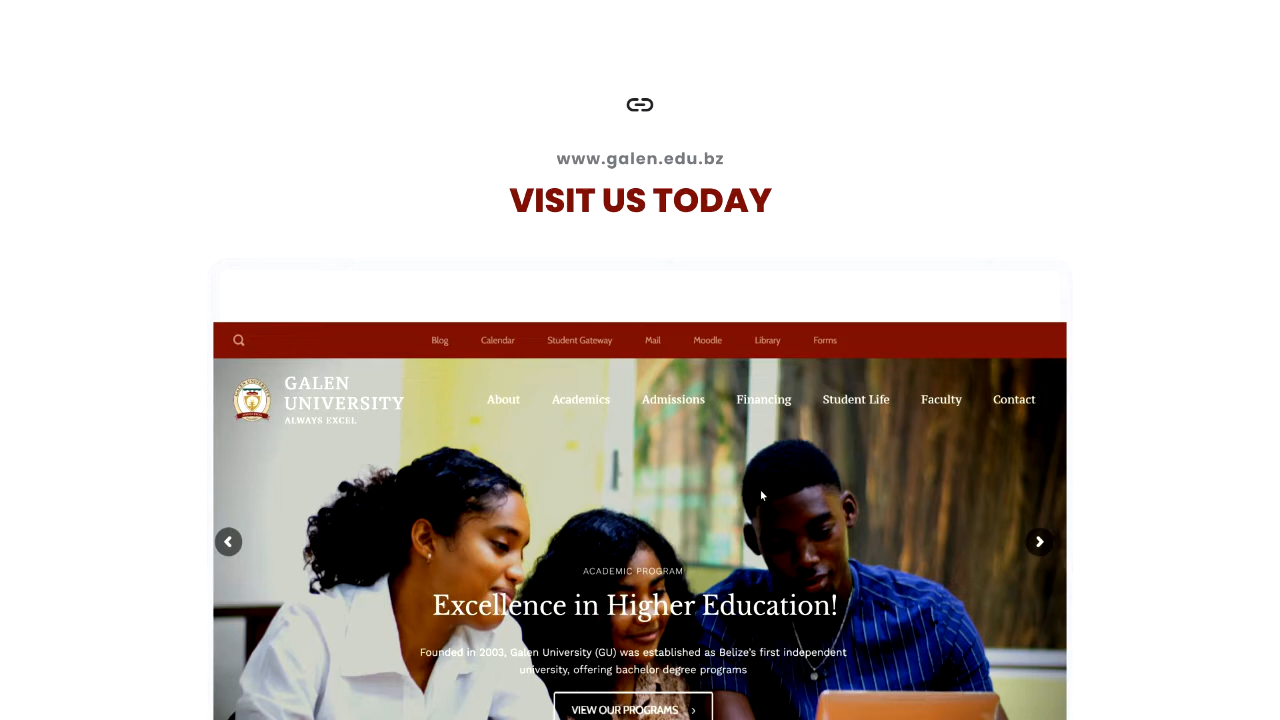 www.galen.edu.bz
VISIT US TODAY
Blog Calendar Student Gateway Mail Moodle Library Forms
GALEN
UNIVERSITY
ALWAYS EXCEL
About Academics Admissions Financing Student Life Faculty Contact
ACADEMIC PROGRAM
Excellence in Higher Education!
Founded in 2003, Galen University (GU) was established as Belize's first independent
university, offering bachelor degree programs
VIEW OUR PROGRAMS ›